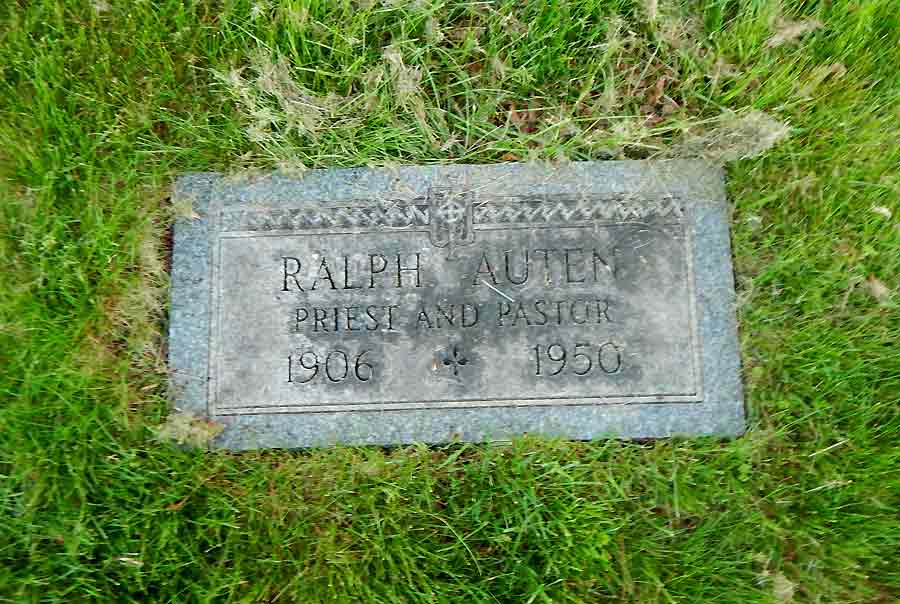 RALPH AUTEN
PRIEST AND PASTOR
1906 1950